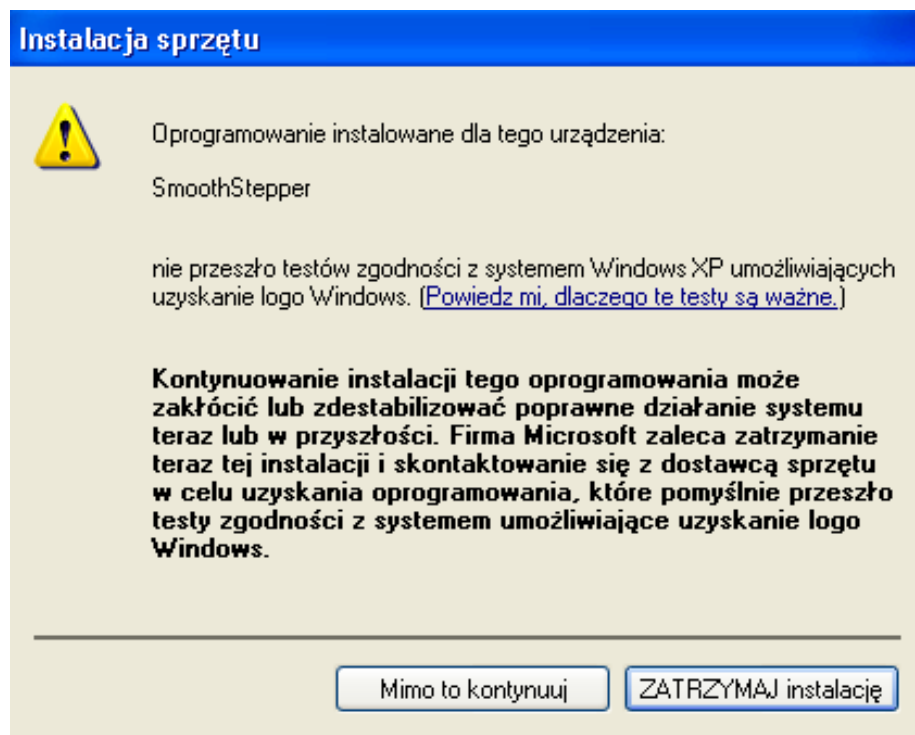 Instalacja sprzętu
Oprogramowanie instalowane dla tego urządzenia:
SmoothStepper
nie przeszło testów zgodności z systemem Windows XP umożliwiających
uzyskanie logo Windows. (Powiedz mi, dlaczego te testy są ważne.)
Kontynuowanie instalacji tego oprogramowania może
zakłócić lub zdestabilizować poprawne działanie systemu
teraz lub w przyszłości. Firma Microsoft zaleca zatrzymanie
teraz tej instalacji i skontaktowanie się z dostawcą sprzętu
w celu uzyskania oprogramowania, które pomyślnie przeszło
testy zgodności z systemem umożliwiające uzyskanie logo
Windows.
Mimo to kontynuuj
ZATRZYMAJ instalację